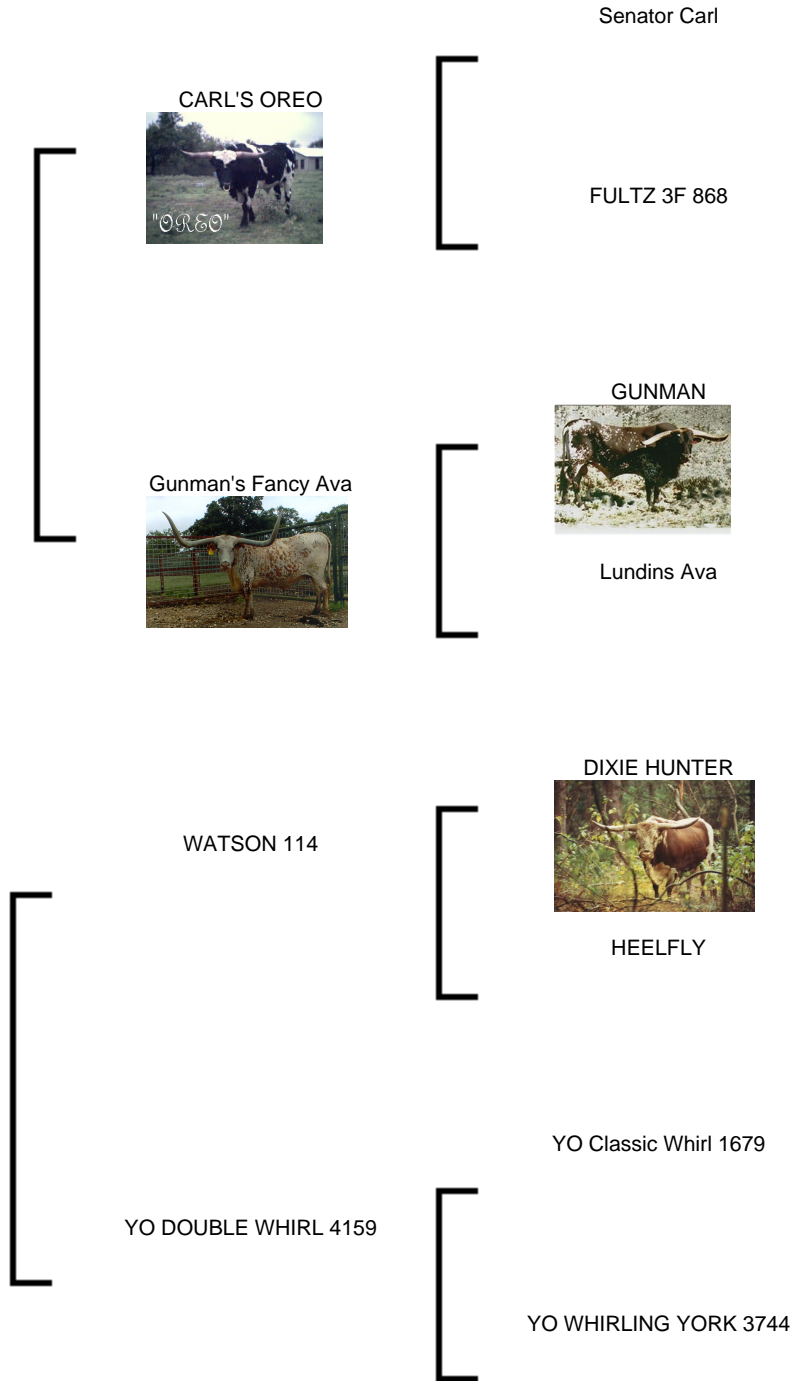 Senator Carl
CARL'S OREO
"OREO"
FULTZ 3F 868
GUNMAN
Gunman's Fancy Ava
Lundins Ava
DIXIE HUNTER
WATSON 114
HEELFLY
YO Classic Whirl 1679
YO DOUBLE WHIRL 4159
YO WHIRLING YORK 3744